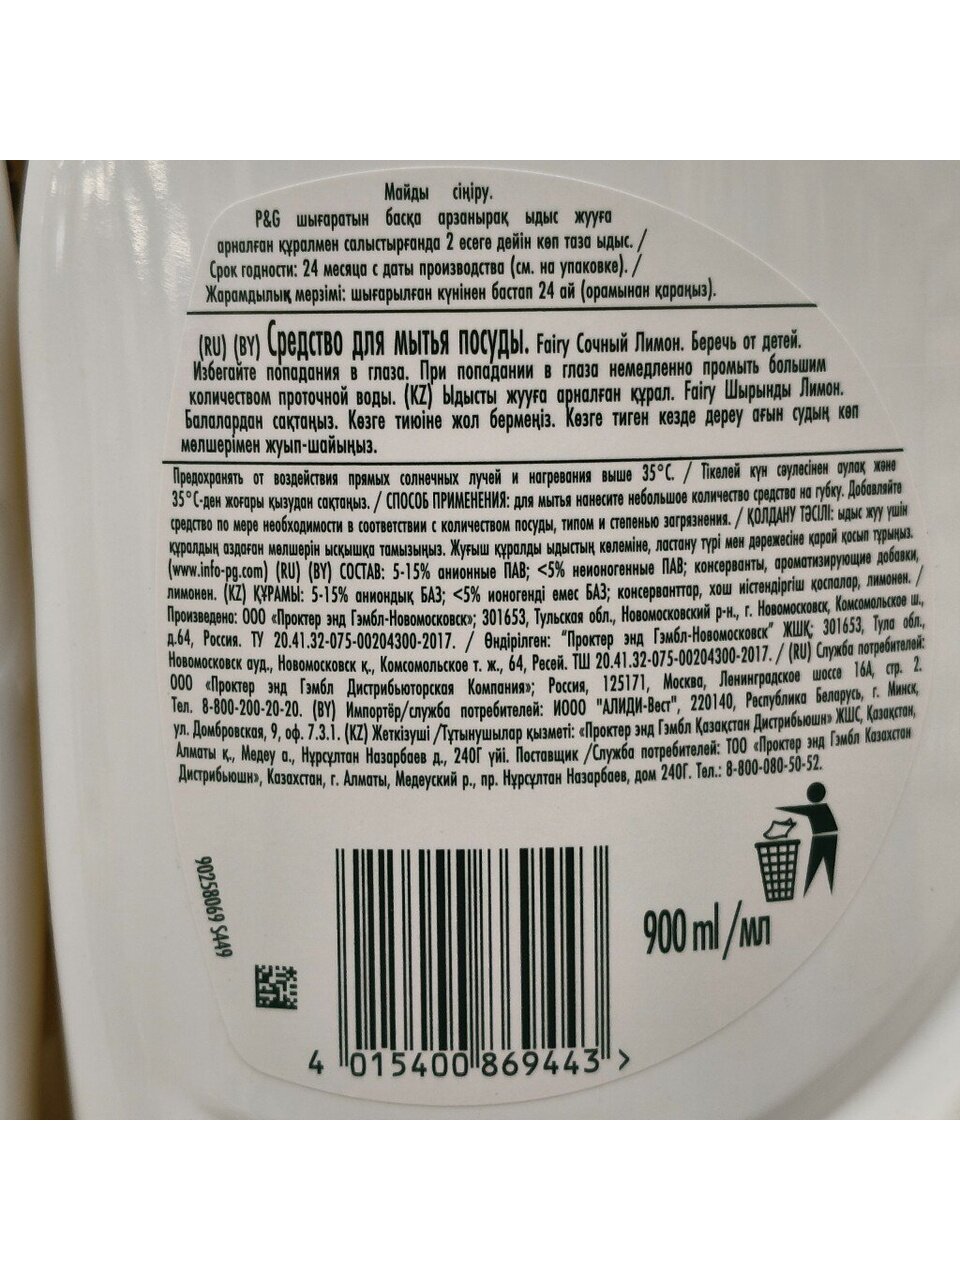 Майды сіңіру.
P&G шығаратын басқа арзанырақ ыдыс жууға
арналған құралмен салыстырғанда 2 есеге дейін көп таза ыдыс. /
Срок годности: 24 месяца с даты производства (см. на упаковке). /
Жарамдылық мерзімі: шығарылған күнінен бастап 24 ай (орамынан қараңыз).
(RU) (BY) Средство для мытья посуды. Fairy Сочный Лимон. Беречь от детей.
Избегайте попадания в глаза. При попадании в глаза немедленно промыть большим
количеством проточной воды. (KZ) Ыдысты жууға арналған құрал. Fairy Шырынды Лимон.
Балалардан сақтаңыз. Көзге тиюіне жол бермеңіз. Көзге тиген кезде дереу ағын судың көп
мөлшерімен жуып-шайыңыз.
Предохранять от воздействия прямых солнечных лучей и нагревания выше 35°C. / Тікелей күн сәулесінен аулақ және
35°C-ден жоғары қызудан сақтаңыз. / СПОСОБ ПРИМЕНЕНИЯ: для мытья нанесите небольшое количество средства на губку. Добавляйте
средство по мере необходимости в соответствии с количеством посуды, типом и степенью загрязнения. / ҚОЛДАНУ ТӘСІЛІ: ыдыс жуу үшін
құралдың аздаған мөлшерін ысқышқа тамызыңыз. Жуғыш құралды ыдыстың көлеміне, ластану түрі мен дәрежесіне қарай қосып тұрыңыз.
(www.info-pg.com) (RU) (BY) СОСТАВ: 5-15% анионные ПАВ; <5% неионогенные ПАВ; консерванты, ароматизирующие добавки,
лимонен. (KZ) ҚҰРАМЫ: 5-15% аниондық БАЗ; <5% ионогенді емес БАЗ; консерванттар, хош иістендіргіш қоспалар, лимонен. /
Произведено: ООО «Проктер энд Гэмбл-Новомосковск»; 301653, Тульская обл., Новомосковский р-н., г. Новомосковск, Комсомольское ш.,
д.64, Россия. ТУ 20.41.32-075-00204300-2017. / Өндірілген: "Проктер энд Гэмбл-Новомосковск" ЖШҚ; 301653, Тула обл.,
Новомосковск ауд., Новомосковск қ., Комсомольское т. ж., 64, Ресей. ТШ 20.41.32-075-00204300-2017. / (RU) Служба потребителей:
ООО «Проктер энд Гэмбл Дистрибьюторская Компания»; Россия, 125171, Москва, Ленинградское шоссе 16А, стр. 2.
Тел. 8-800-200-20-20. (BY) Импортёр/служба потребителей: ИООО "АЛИДИ-Вест", 220140, Республика Беларусь, г. Минск,
ул. Домбровская, 9, оф. 7.3.1. (KZ) Жеткізуші /Тұтынушылар қызметі: «Проктер энд Гэмбл Қазақстан Дистрибьюшн» ЖШС, Қазақстан,
Алматы қ., Медеу а., Нұрсұлтан Назарбаев д., 240Г үйі. Поставщик /Служба потребителей: ТОО «Проктер энд Гэмбл Казахстан
Дистрибьюшн», Казахстан, г. Алматы, Медеуский р., пр. Нұрсұлтан Назарбаев, дом 240Г. Тел.: 8-800-080-50-52.
90258069 SA49
900 ml/мл
4 015400 869443 >